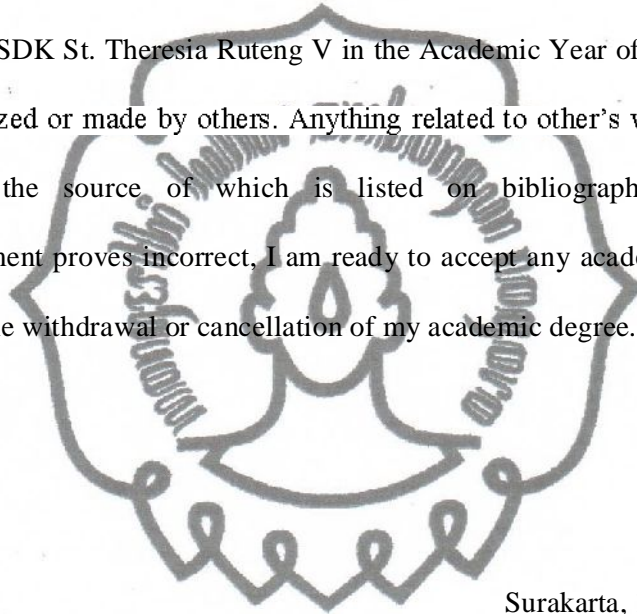 SDK St. Theresia Ruteng V in the Academic Year of
zed or made by others. Anything related to other's w
the source of which is listed on bibliograph
ment proves incorrect, I am ready to accept any acade
e withdrawal or cancellation of my academic degree.
Surakarta,